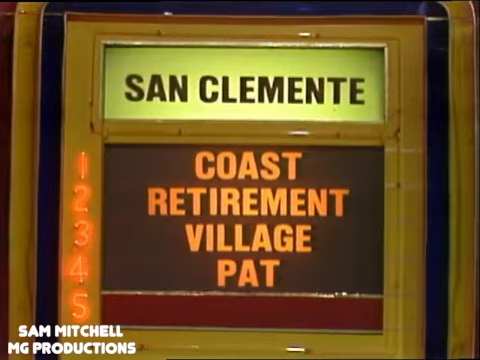 SAN CLEMENTE
COAST
RETIREMENT
VILLAGE
PAT
1
2
3
4
5
SAM MITCHELL
MG PRODUCTIONS